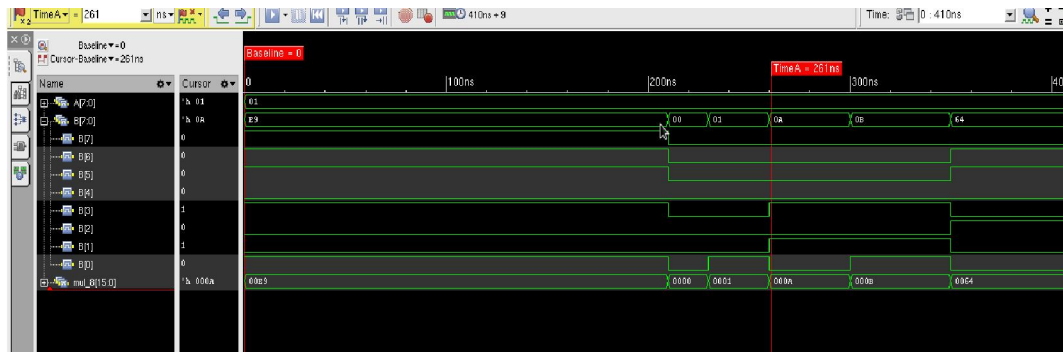 TimeA = 261 ns 410ns + 9 Time: 0 : 410ns
Baseline = 0
Cursor-Baseline = 261ns
Baseline = 0
TimeA = 261ns
Name Cursor 0 100ns 200ns 300ns 40
A[7:0] 'h 01 01
B[7:0] 'h 0A E9 00 01 0A 0B 64
B[7] 0
B[6] 0
B[5] 0
B[4] 0
B[3] 1
B[2] 0
B[1] 1
B[0] 0
mul_8[15:0] 'h 000A 00E9 0000 0001 000A 000B 0064